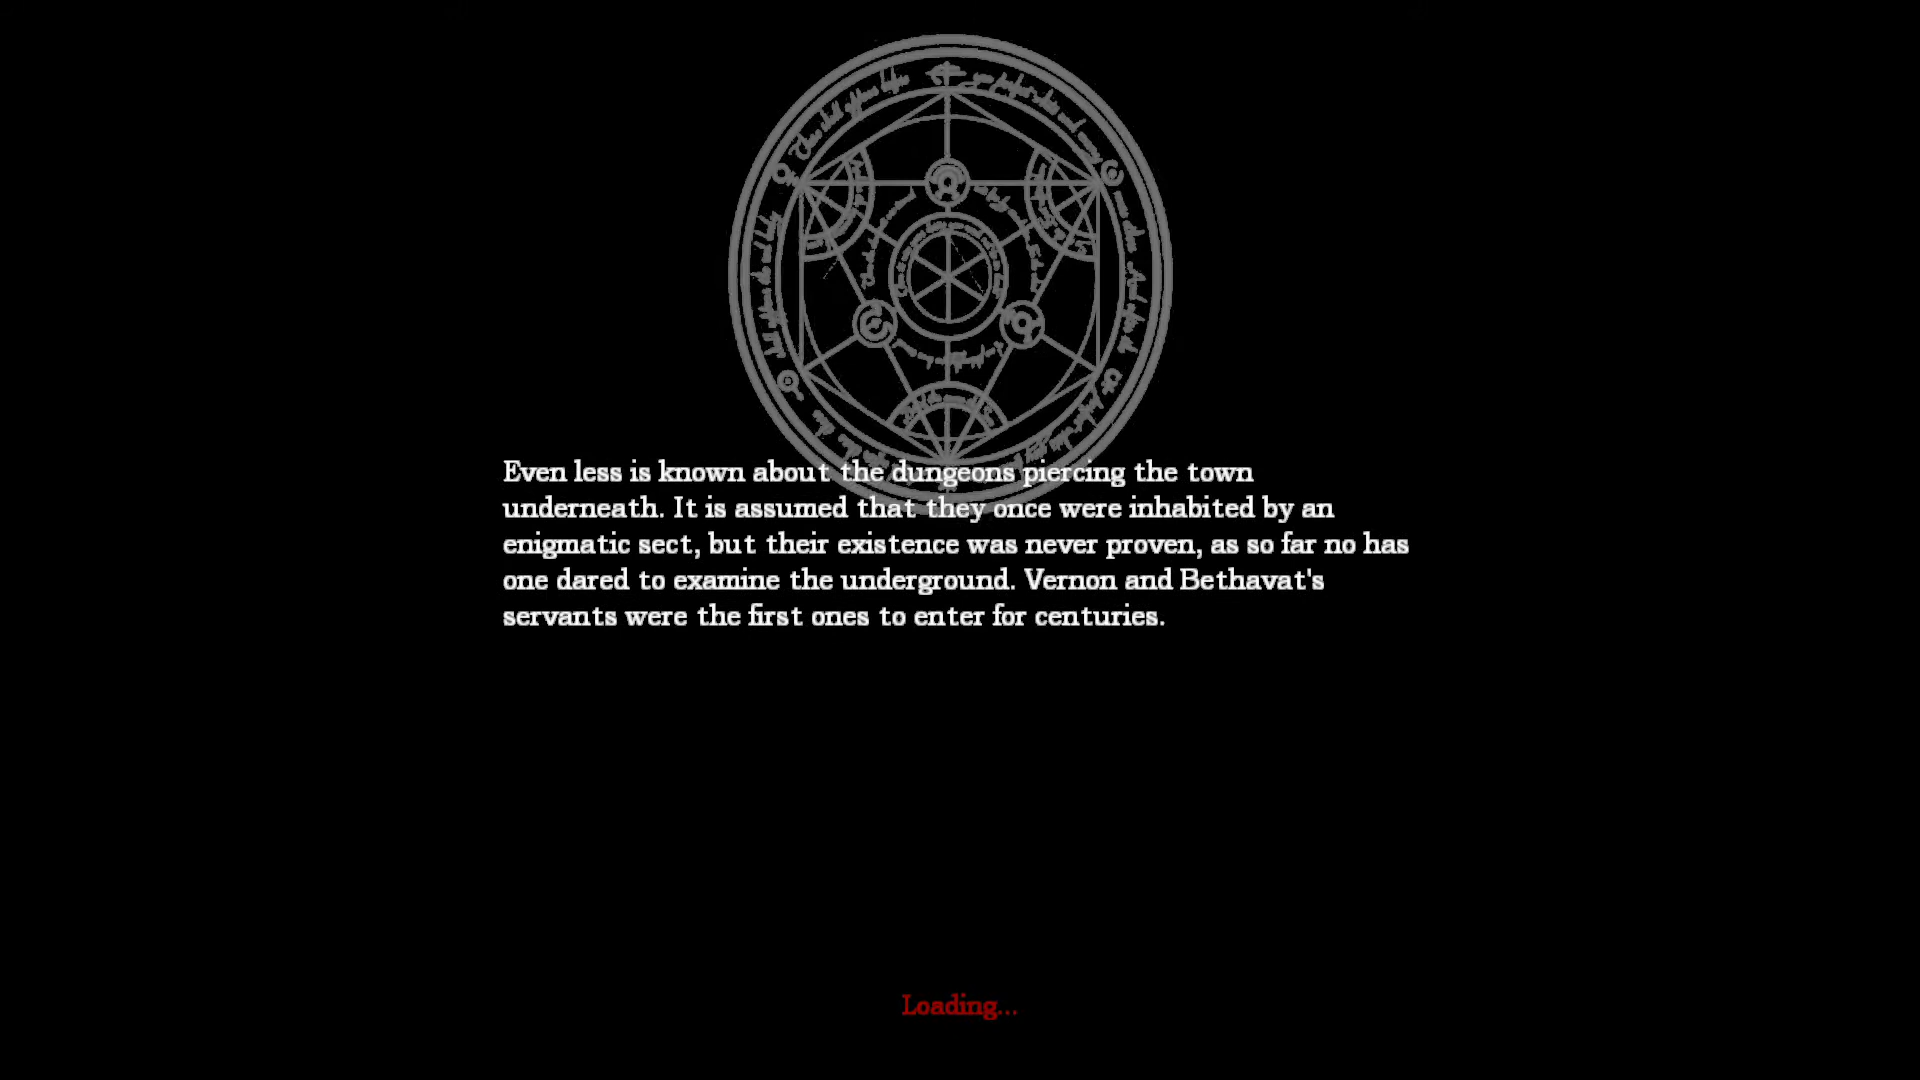 Even less is known about the dungeons piercing the town
underneath. It is assumed that they once were inhabited by an
enigmatic sect, but their existence was never proven, as so far no has
one dared to examine the underground. Vernon and Bethavat's
servants were the first ones to enter for centuries.
Loading...